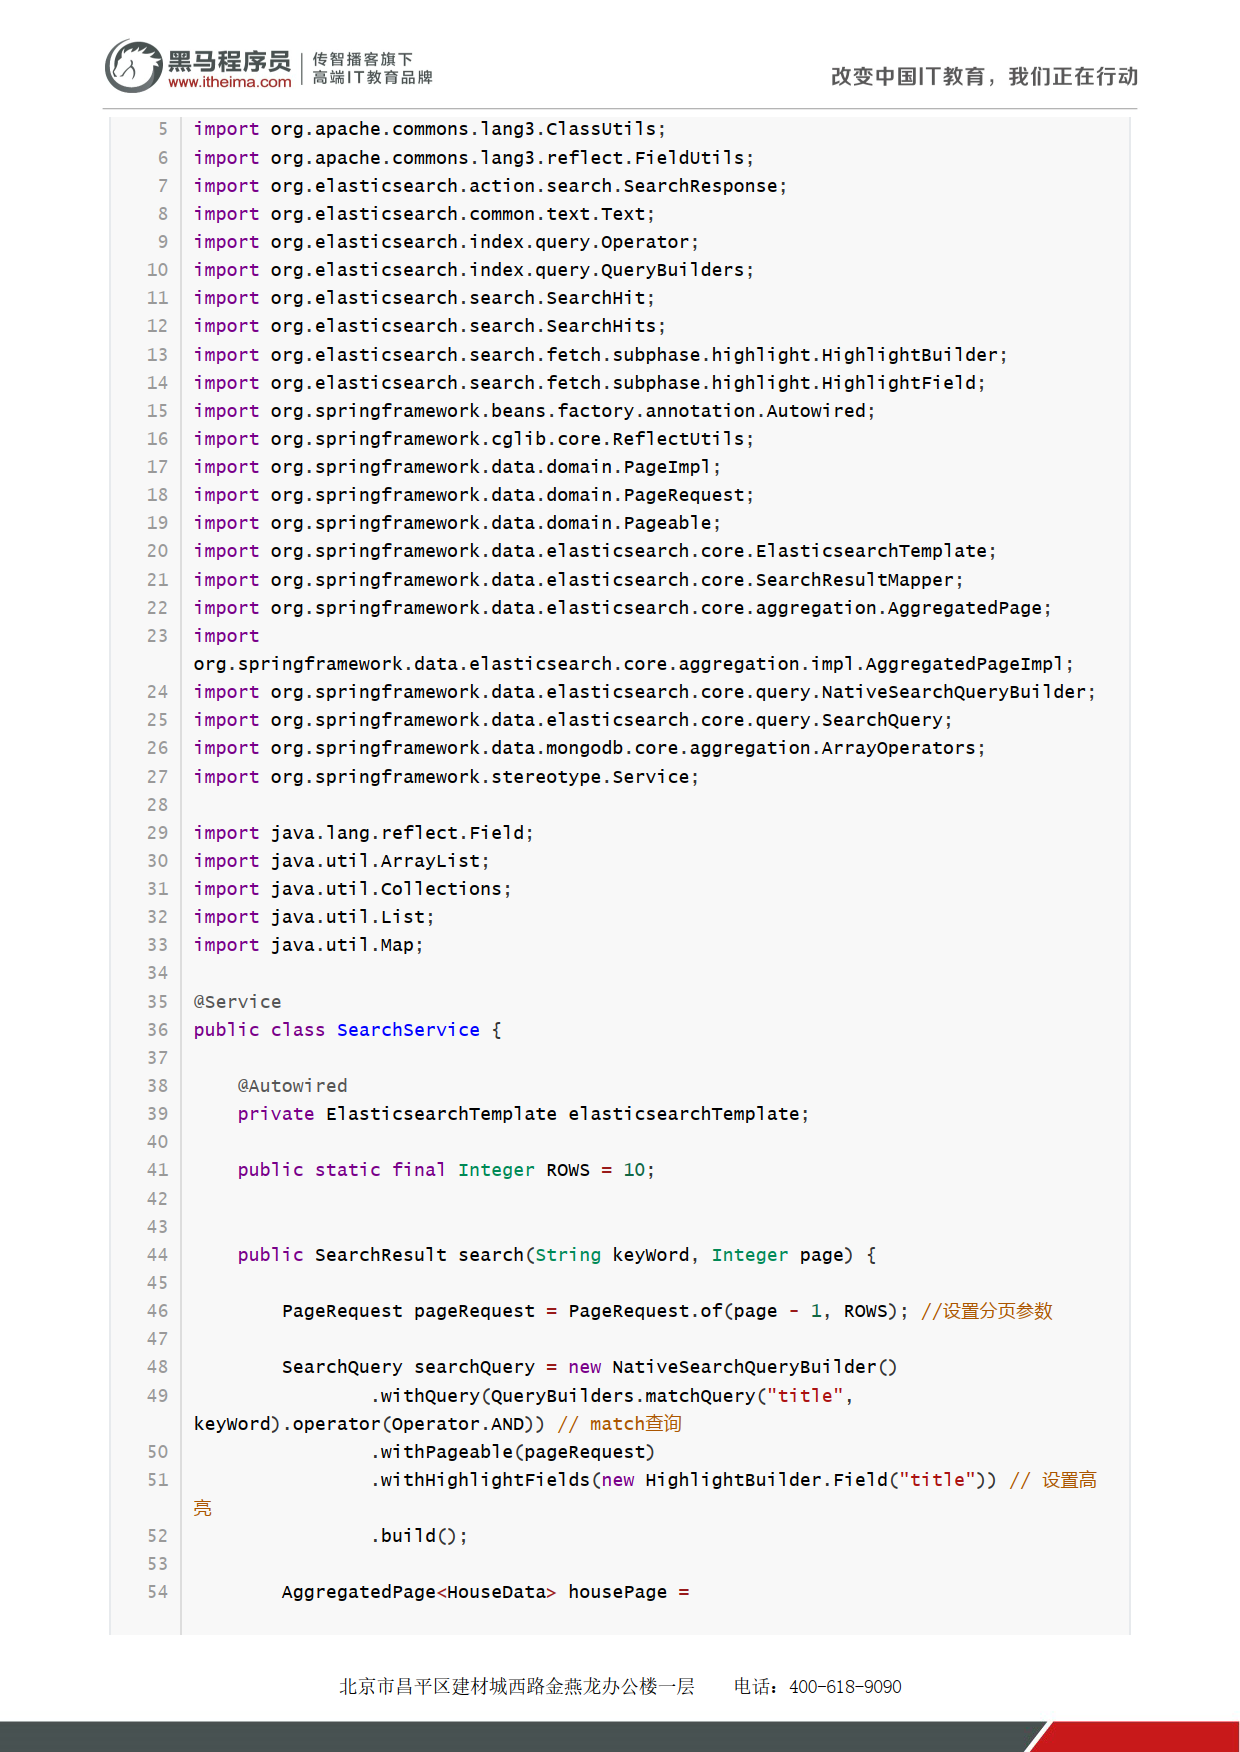 黑马程序员
www.itheima.com
传智播客旗下
高端IT教育品牌
改变中国IT教育，我们正在行动
5 import org.apache.commons.lang3.ClassUtils;
6 import org.apache.commons.lang3.reflect.FieldUtils;
7 import org.elasticsearch.action.search.SearchResponse;
8 import org.elasticsearch.common.text.Text;
9 import org.elasticsearch.index.query.Operator;
10 import org.elasticsearch.index.query.QueryBuilders;
11 import org.elasticsearch.search.SearchHit;
12 import org.elasticsearch.search.SearchHits;
13 import org.elasticsearch.search.fetch.subphase.highlight.HighlightBuilder;
14 import org.elasticsearch.search.fetch.subphase.highlight.HighlightField;
15 import org.springframework.beans.factory.annotation.Autowired;
16 import org.springframework.cglib.core.ReflectUtils;
17 import org.springframework.data.domain.PageImpl;
18 import org.springframework.data.domain.PageRequest;
19 import org.springframework.data.domain.Pageable;
20 import org.springframework.data.elasticsearch.core.ElasticsearchTemplate;
21 import org.springframework.data.elasticsearch.core.SearchResultMapper;
22 import org.springframework.data.elasticsearch.core.aggregation.AggregatedPage;
23 import
org.springframework.data.elasticsearch.core.aggregation.impl.AggregatedPageImpl;
24 import org.springframework.data.elasticsearch.core.query.NativeSearchQueryBuilder;
25 import org.springframework.data.elasticsearch.core.query.SearchQuery;
26 import org.springframework.data.mongodb.core.aggregation.ArrayOperators;
27 import org.springframework.stereotype.Service;
28
29 import java.lang.reflect.Field;
30 import java.util.ArrayList;
31 import java.util.Collections;
32 import java.util.List;
33 import java.util.Map;
34
35 @Service
36 public class SearchService {
37
38 @Autowired
39 private ElasticsearchTemplate elasticsearchTemplate;
40
41 public static final Integer ROWS = 10;
42
43
44 public SearchResult search(String keyWord, Integer page) {
45
46 PageRequest pageRequest = PageRequest.of(page - 1, ROWS); //设置分页参数
47
48 SearchQuery searchQuery = new NativeSearchQueryBuilder()
49 .withQuery(QueryBuilders.matchQuery("title",
keyWord).operator(Operator.AND)) // match查询
50 .withPageable(pageRequest)
51 .withHighlightFields(new HighlightBuilder.Field("title")) // 设置高
亮
52 .build();
53
54 AggregatedPage<HouseData> housePage =
北京市昌平区建材城西路金燕龙办公楼一层 电话：400-618-9090